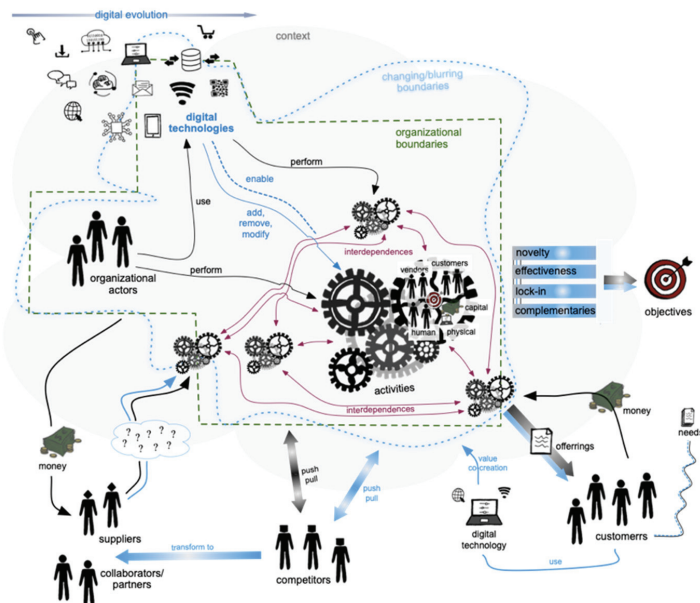 digital evolution
context
changing/blurring
boundaries
organizational
boundaries
digital
technologies
perform
enable
use
add,
remove,
modify
interdependences
organizational
actors
perform
vendors
customers
capital
human
physical
activities
interdependences
novelty
effectiveness
lock-in
complementaries
objectives
money
? ? ? ?
? ? ? ?
suppliers
collaborators/
partners
transform to
push
pull
push
pull
competitors
value
co-creation
digital
technology
offerrings
money
needs
customerrs
use